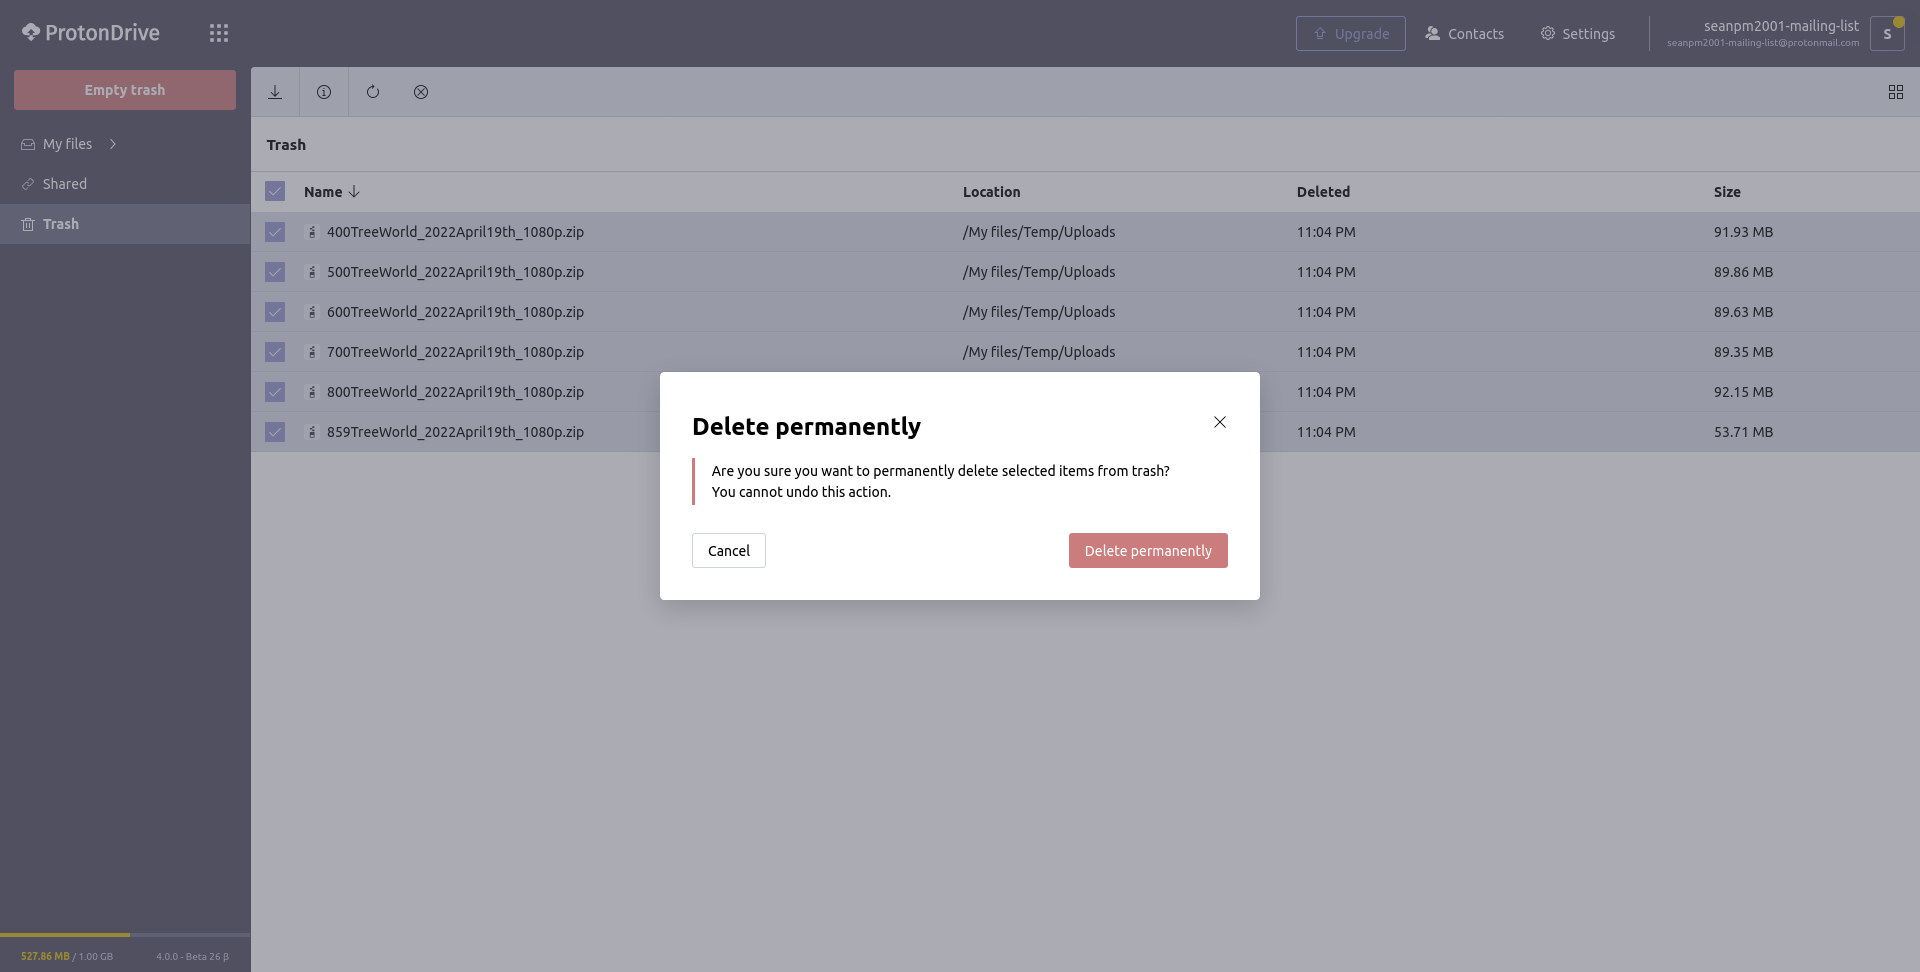 ProtonDrive
Upgrade
Contacts
Settings
seanpm2001-mailing-list
seanpm2001-mailing-list@protonmail.com
S
Empty trash
My files
Shared
Trash
Trash
Name Location Deleted Size
400TreeWorld_2022April19th_1080p.zip /My files/Temp/Uploads 11:04 PM 91.93 MB
500TreeWorld_2022April19th_1080p.zip /My files/Temp/Uploads 11:04 PM 89.86 MB
600TreeWorld_2022April19th_1080p.zip /My files/Temp/Uploads 11:04 PM 89.63 MB
700TreeWorld_2022April19th_1080p.zip /My files/Temp/Uploads 11:04 PM 89.35 MB
800TreeWorld_2022April19th_1080p.zip 11:04 PM 92.15 MB
859TreeWorld_2022April19th_1080p.zip 11:04 PM 53.71 MB
Delete permanently
Are you sure you want to permanently delete selected items from trash?
You cannot undo this action.
Cancel
Delete permanently
527.86 MB / 1.00 GB
4.0.0 - Beta 26 β